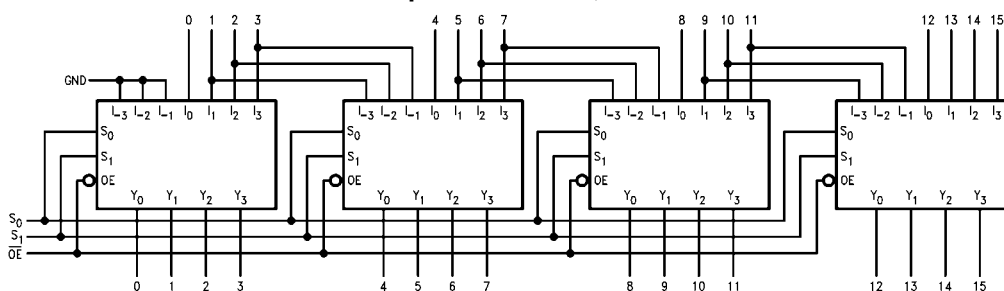 0 1 2 3 4 5 6 7 8 9 10 11 12 13 14 15
GND
I-3 I-2 I-1 I0 I1 I2 I3 I-3 I-2 I-1 I0 I1 I2 I3 I-3 I-2 I-1 I0 I1 I2 I3 I-3 I-2 I-1 I0 I1 I2 I3
S0 S0 S0 S0
S1 S1 S1 S1
OE OE OE OE
Y0 Y1 Y2 Y3 Y0 Y1 Y2 Y3 Y0 Y1 Y2 Y3 Y0 Y1 Y2 Y3
S0
S1
OE
0 1 2 3 4 5 6 7 8 9 10 11 12 13 14 15